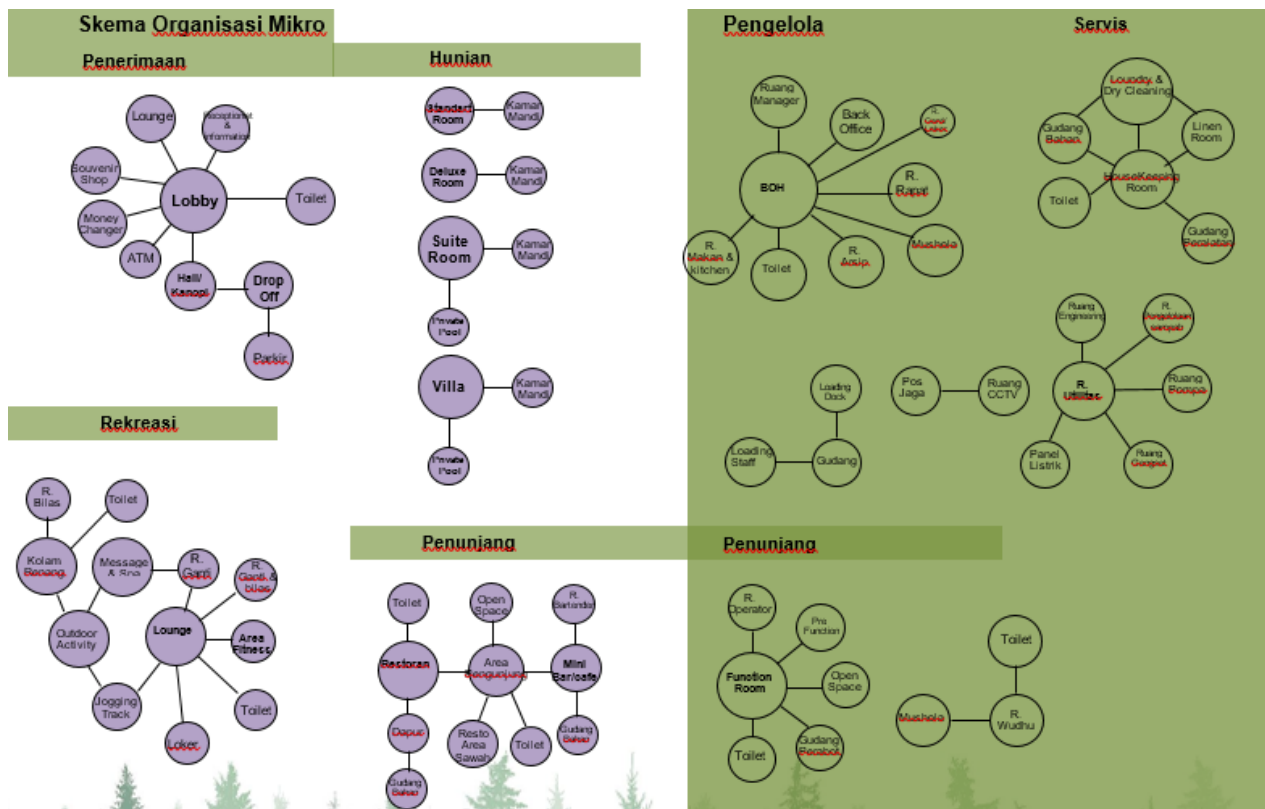 Skema Organisasi Mikro
Penerimaan
Lounge
Receptionist
&
Information
Souvenir
Shop
Lobby
Toilet
Money
Changer
ATM
Hall/
Kanopi
Drop
Off
Parkir
Hunian
Standart
Room
Kamar
Mandi
Deluxe
Room
Kamar
Mandi
Suite
Room
Kamar
Mandi
Private
Pool
Villa
Kamar
Mandi
Private
Pool
Pengelola
Ruang
Manager
Back
Office
R.
BOH
R.
Rapat
R.
Makan &
kitchen
Toilet
R.
Arsip
Mushola
Servis
Loundry &
Dry Cleaning
Gudang
Bahan
Linen
Room
HouseKeeping
Room
Toilet
Gudang
Peralatan
Loading
Dock
Loading
Staff
Gudang
Pos
Jaga
Ruang
CCTV
Ruang
Engineering
R.
R.
Utilitas
Ruang
Pompa
Panel
Listrik
Ruang
Rekreasi
R.
Bilas
Toilet
Kolam
Renang
Message
& Spa
R.
Ganti
R.
Ganti &
bilas
Outdoor
Activity
Lounge
Area
Fitness
Jogging
Track
Toilet
Loker
Penunjang
Toilet
Open
Space
R.
Bartender
Restoran
Area
Pengunjung
Mini
Bar/cafe
Dapur
Resto
Area
Sawah
Toilet
Gudang
Bahan
Gudang
Bahan
Penunjang
R.
Operator
Pre
Function
Function
Room
Open
Space
Toilet
Gudang
Perabot
Toilet
Mushola
R.
Wudhu